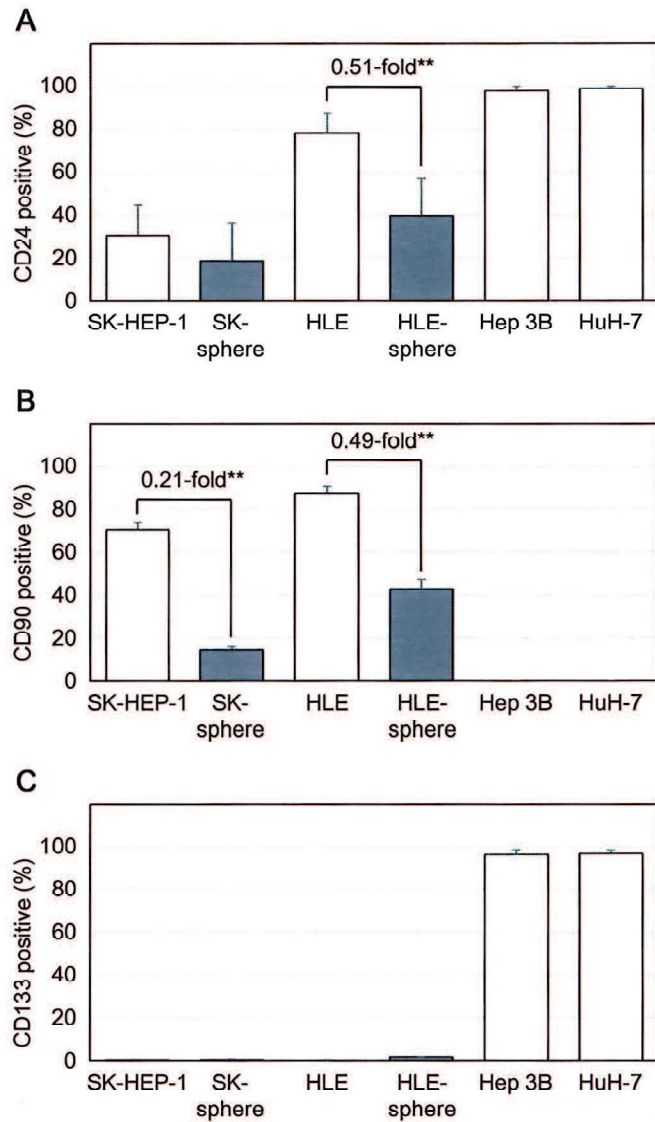 A
0.51-fold**
CD24 positive (%)
100
80
60
40
20
0
SK-HEP-1 SK-sphere HLE HLE-sphere Hep 3B HuH-7
B
0.49-fold**
0.21-fold**
CD90 positive (%)
100
80
60
40
20
0
SK-HEP-1 SK-sphere HLE HLE-sphere Hep 3B HuH-7
C
CD133 positive (%)
100
80
60
40
20
0
SK-HEP-1 SK-sphere HLE HLE-sphere Hep 3B HuH-7